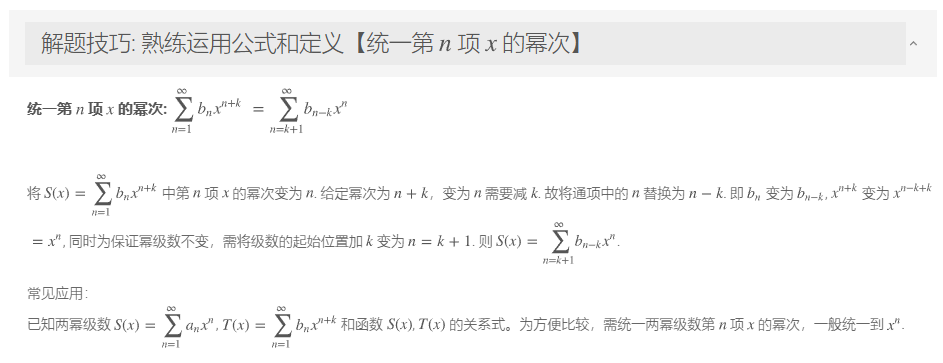 解题技巧: 熟练运用公式和定义【统一第 n 项 x 的幂次】
统一第 n 项 x 的幂次: $\sum_{n=1}^{\infty} b_n x^{n+k} = \sum_{n=k+1}^{\infty} b_{n-k} x^n$
将 $S(x) = \sum_{n=1}^{\infty} b_n x^{n+k}$ 中第 n 项 x 的幂次变为 n. 给定幂次为 n + k，变为 n 需要减 k. 故将通项中的 n 替换为 n − k. 即 $b_n$ 变为 $b_{n-k}$, $x^{n+k}$ 变为 $x^{n-k+k}$
$= x^n$, 同时为保证幂级数不变，需将级数的起始位置加 k 变为 n = k + 1. 则 $S(x) = \sum_{n=k+1}^{\infty} b_{n-k} x^n$.
常见应用：
已知两幂级数 $S(x) = \sum_{n=1}^{\infty} a_n x^n$, $T(x) = \sum_{n=1}^{\infty} b_n x^{n+k}$ 和函数 S(x), T(x) 的关系式。为方便比较，需统一两幂级数第 n 项 x 的幂次，一般统一到 $x^n$.